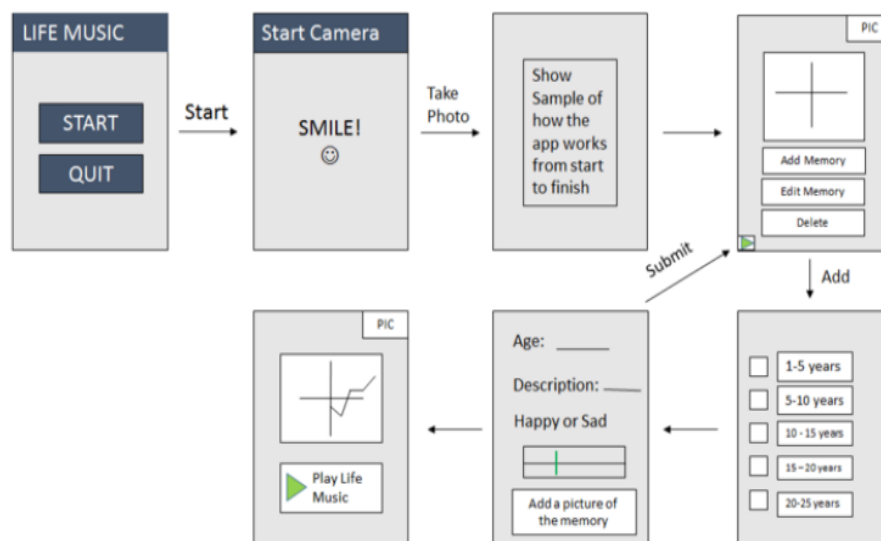 LIFE MUSIC
START
QUIT
Start
Start Camera
SMILE!
Take
Photo
Show
Sample of
how the
app works
from start
to finish
PIC
Add Memory
Edit Memory
Delete
Add
1-5 years
5-10 years
10 - 15 years
15 – 20 years
20-25 years
Submit
Age: ____
Description: ____
Happy or Sad
Add a picture of
the memory
PIC
Play Life
Music